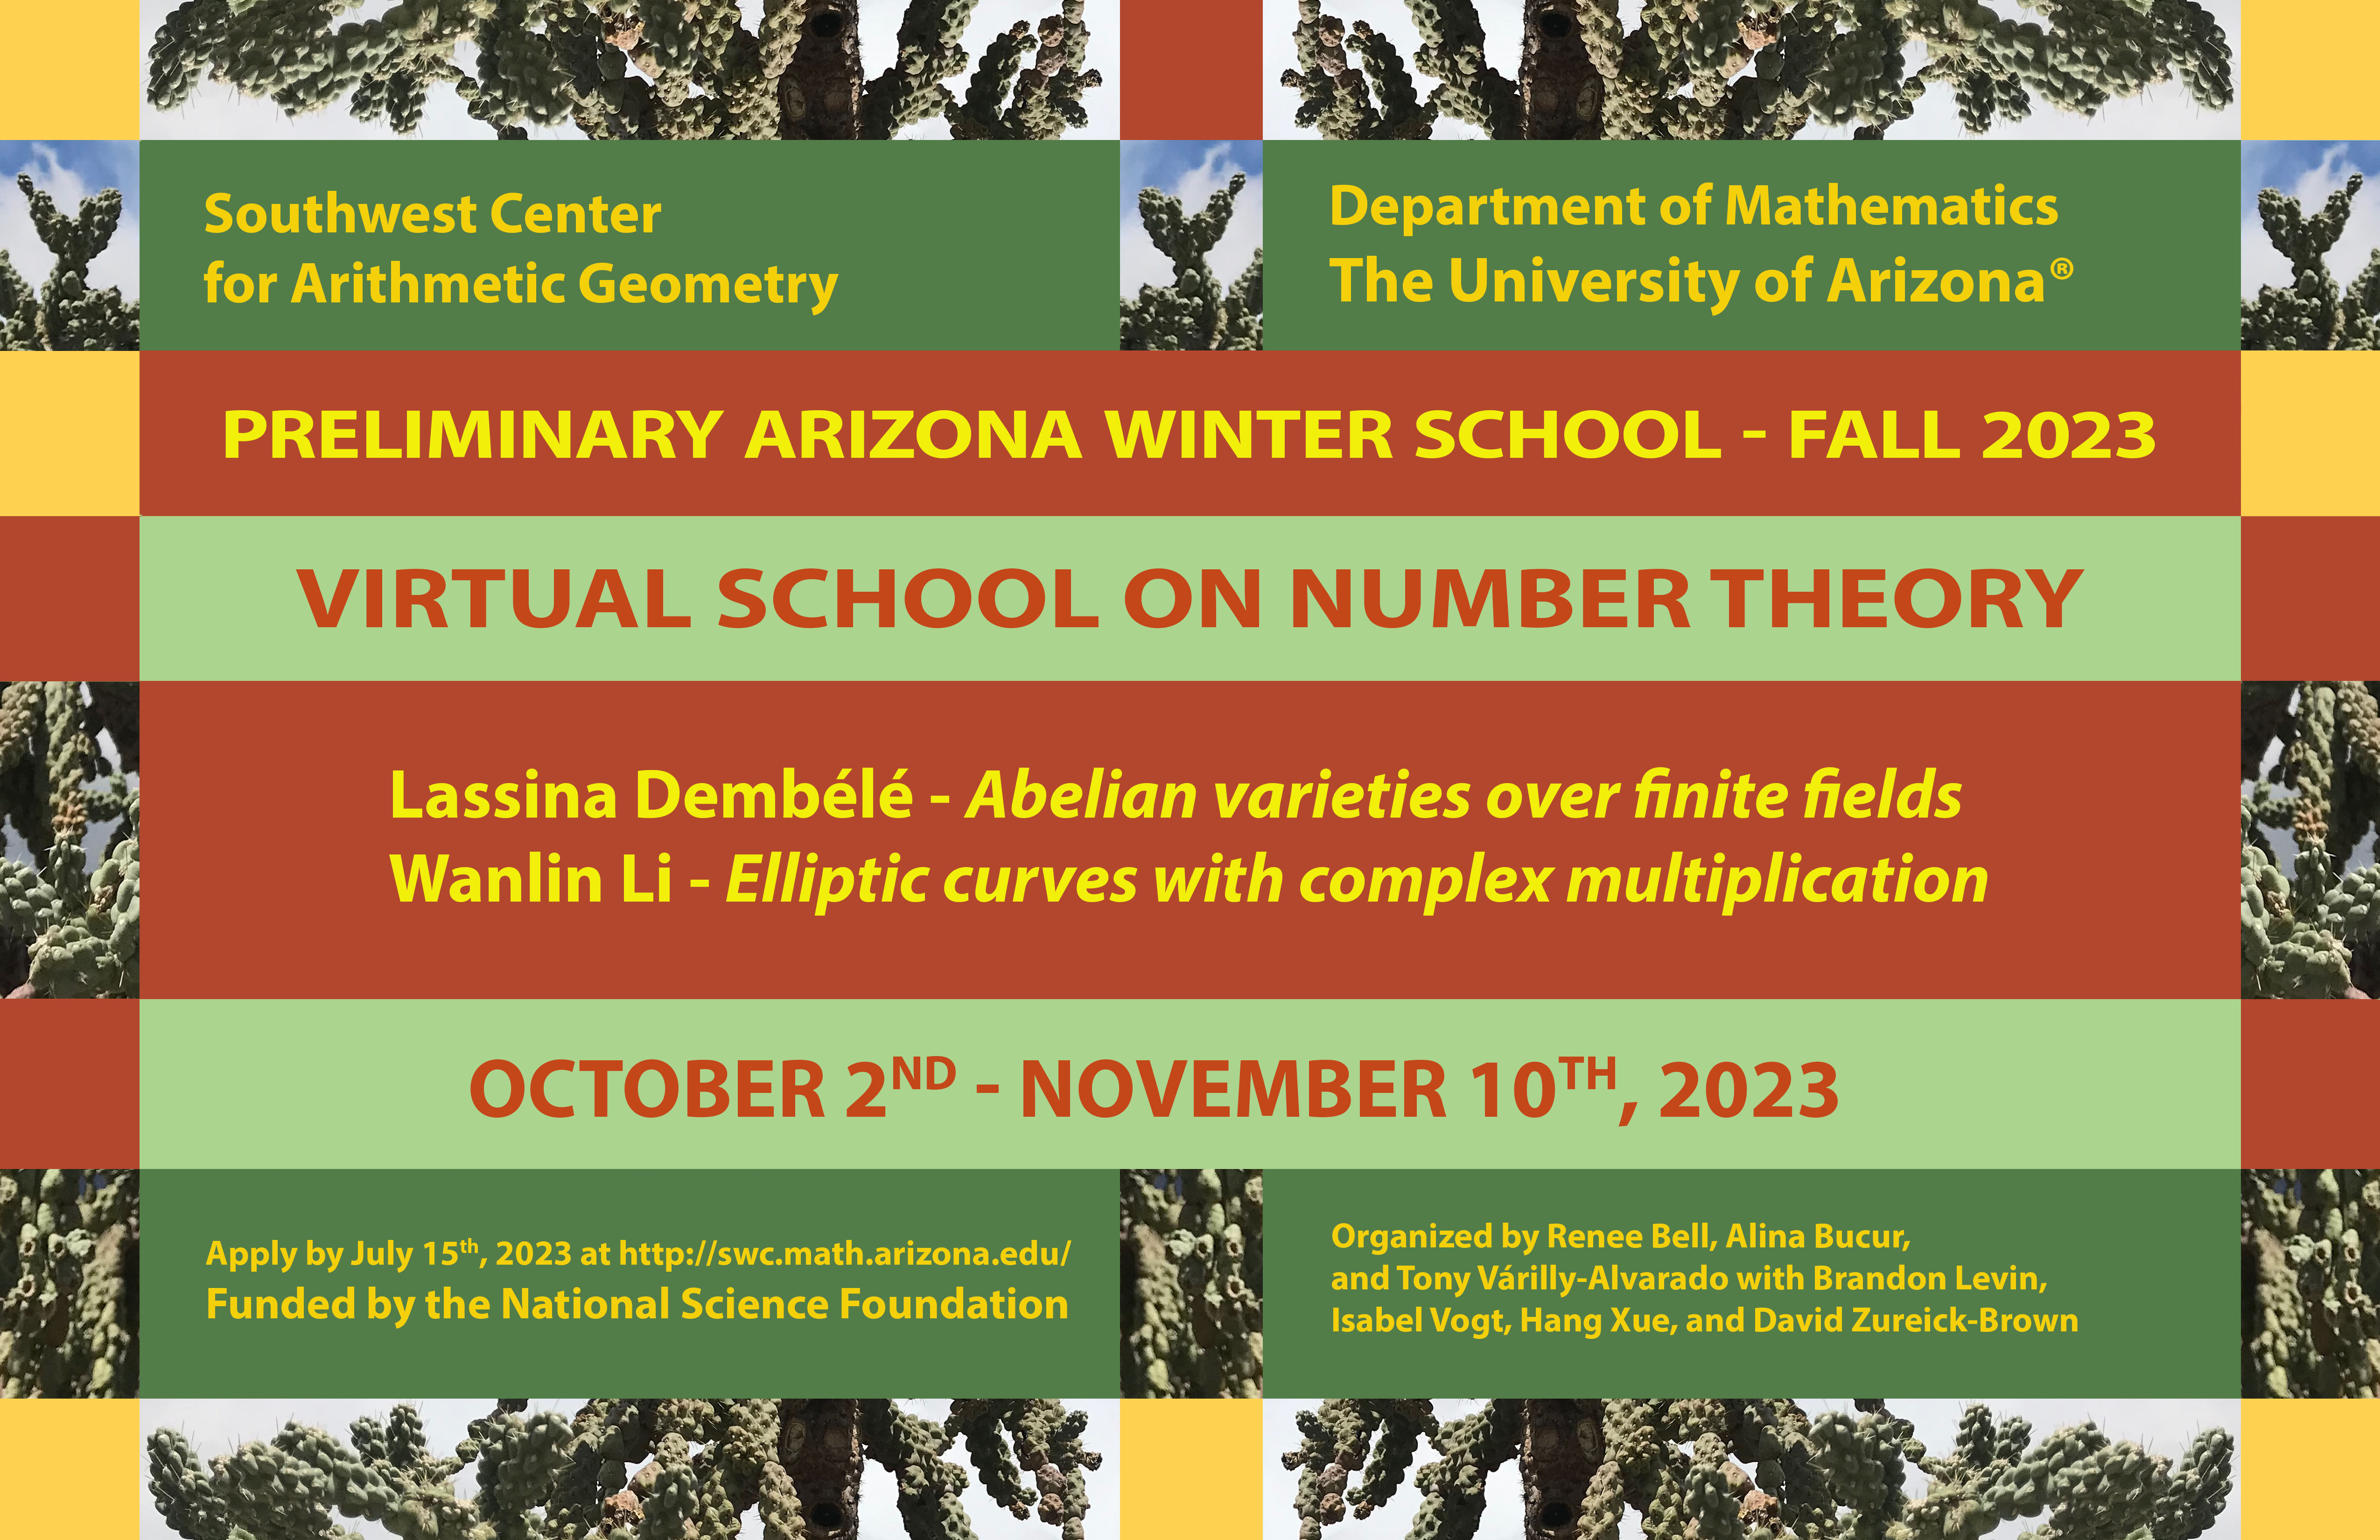 Southwest Center
for Arithmetic Geometry
Department of Mathematics
The University of Arizona®
PRELIMINARY ARIZONA WINTER SCHOOL - FALL 2023
VIRTUAL SCHOOL ON NUMBER THEORY
Lassina Dembélé - Abelian varieties over finite fields
Wanlin Li - Elliptic curves with complex multiplication
OCTOBER 2ND - NOVEMBER 10TH, 2023
Apply by July 15th, 2023 at http://swc.math.arizona.edu/
Funded by the National Science Foundation
Organized by Renee Bell, Alina Bucur,
and Tony Várilly-Alvarado with Brandon Levin,
Isabel Vogt, Hang Xue, and David Zureick-Brown